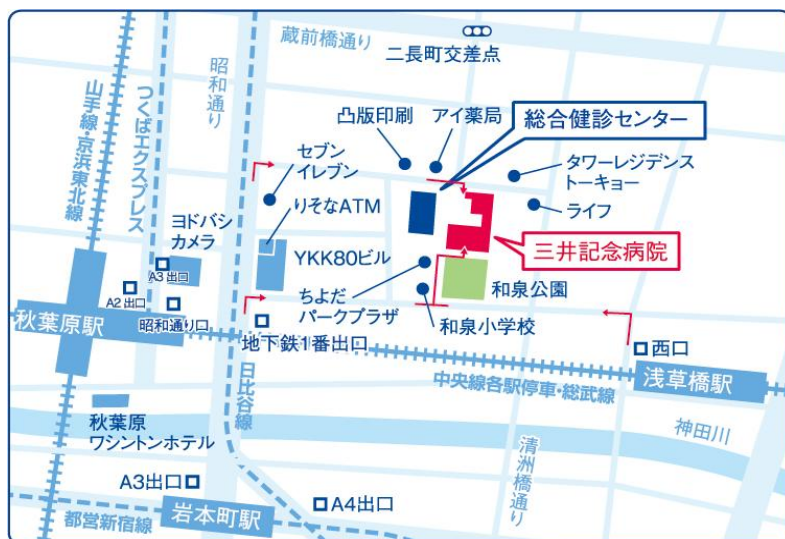 蔵前橋通り
二長町交差点
昭和通り
つくばエクスプレス
山手線・京浜東北線
凸版印刷
アイ薬局
総合健診センター
セブン
イレブン
タワーレジデンス
トーキョー
りそなATM
ライフ
ヨドバシ
カメラ
YKK80ビル
三井記念病院
A3出口
A2出口
ちよだ
パークプラザ
和泉公園
秋葉原駅
昭和通り口
地下鉄1番出口
和泉小学校
西口
日比谷線
中央線各駅停車・総武線
浅草橋駅
秋葉原
ワシントンホテル
神田川
清洲橋通り
A3出口
A4出口
岩本町駅
都営新宿線